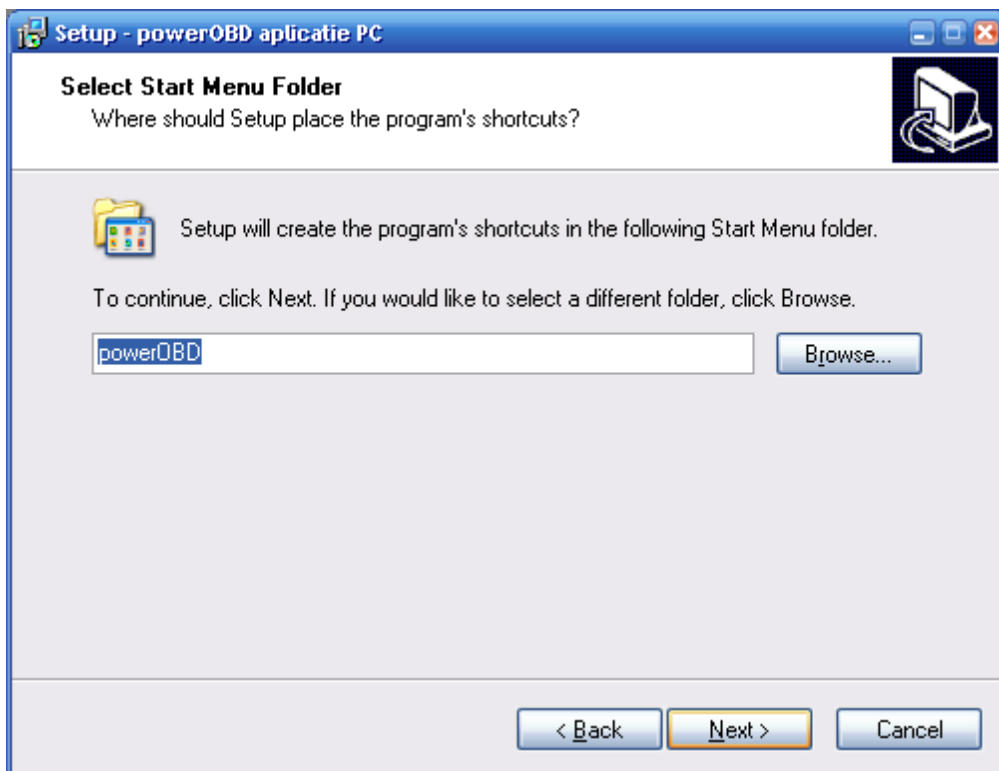 Setup - powerOBD aplicatie PC
Select Start Menu Folder
Where should Setup place the program's shortcuts?
Setup will create the program's shortcuts in the following Start Menu folder.
To continue, click Next. If you would like to select a different folder, click Browse.
powerOBD
Browse...
< Back
Next >
Cancel